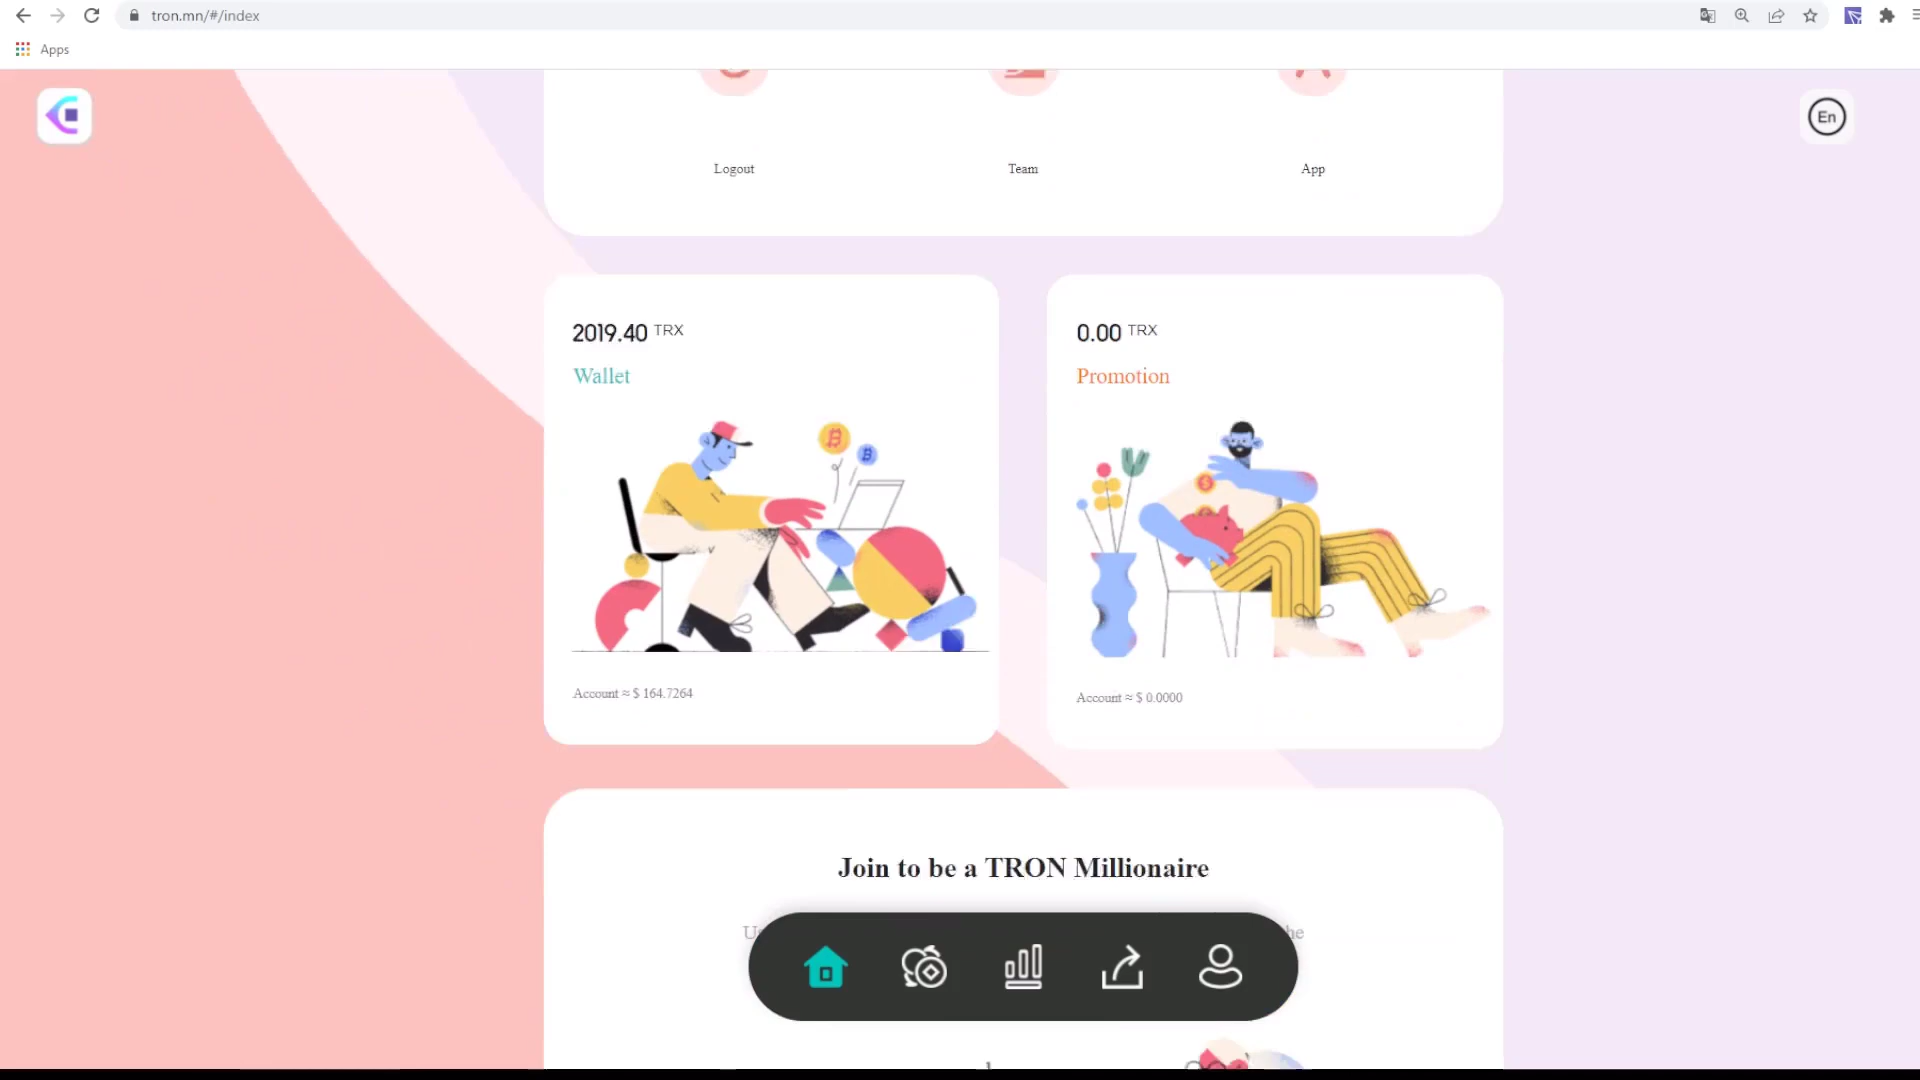 tron.mn/#/index
Apps
En
Logout
Team
App
2019.40 TRX
0.00 TRX
Wallet
Promotion
Account ≈ $ 164.7264
Account ≈ $ 0.0000
Join to be a TRON Millionaire